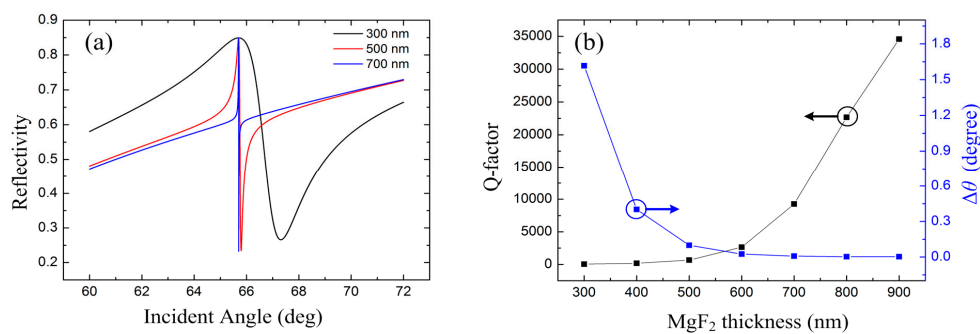 (a)
300 nm
500 nm
700 nm
0.9
0.8
0.7
0.6
0.5
0.4
0.3
0.2
Reflectivity
60 62 64 66 68 70 72
Incident Angle (deg)
(b)
35000
30000
25000
20000
15000
10000
5000
0
Q-factor
1.8
1.5
1.2
0.9
0.6
0.3
0.0
Δθ (degree)
300 400 500 600 700 800 900
MgF₂ thickness (nm)